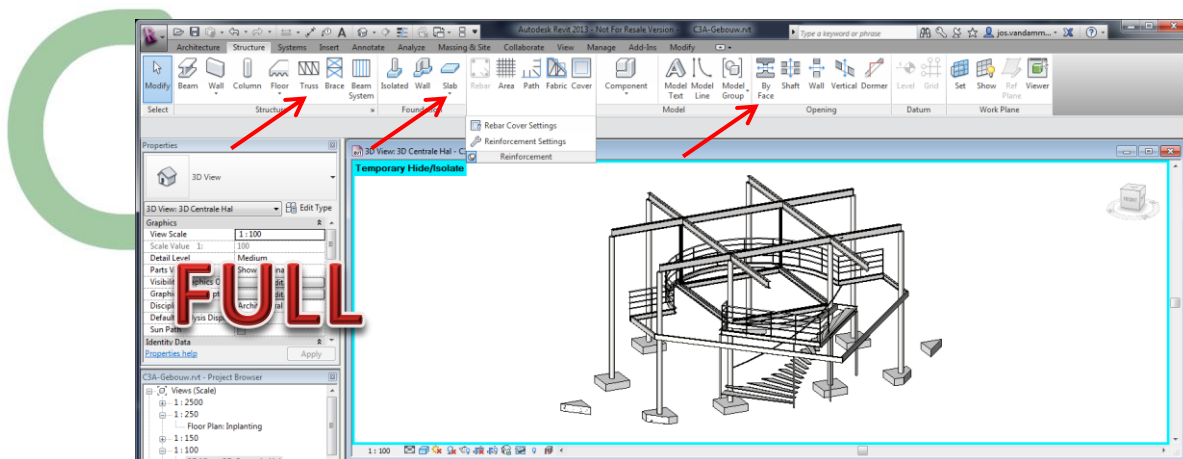 Autodesk Revit 2013 - Not For Resale Version - C3A-Gebouw.rvt
Type a keyword or phrase
jos.vandamm...
Architecture Structure Systems Insert Annotate Analyze Massing & Site Collaborate View Manage Add-Ins Modify
Modify Beam Wall Column Floor Truss Brace Beam System Isolated Wall Slab Rebar Area Path Fabric Cover Component Model Text Model Line Model Group By Face Shaft Wall Vertical Dormer Level Grid Set Show Ref Plane Viewer
Select Structure Foundation Model Opening Datum Work Plane
Rebar Cover Settings
Reinforcement Settings
Reinforcement
Properties
3D View: 3D Centrale Hal - C
Temporary Hide/Isolate
3D View
3D View: 3D Centrale Hal Edit Type
Graphics
View Scale 1:100
Scale Value 1: 100
Detail Level Medium
Parts V Show
Discipl Archi
Sun Path
FULL
Identity Data
Properties help Apply
C3A-Gebouw.rvt - Project Browser
Views (Scale)
1 : 2500
1 : 250
Floor Plan: Inplanting
1 : 150
1 : 100
1 : 100